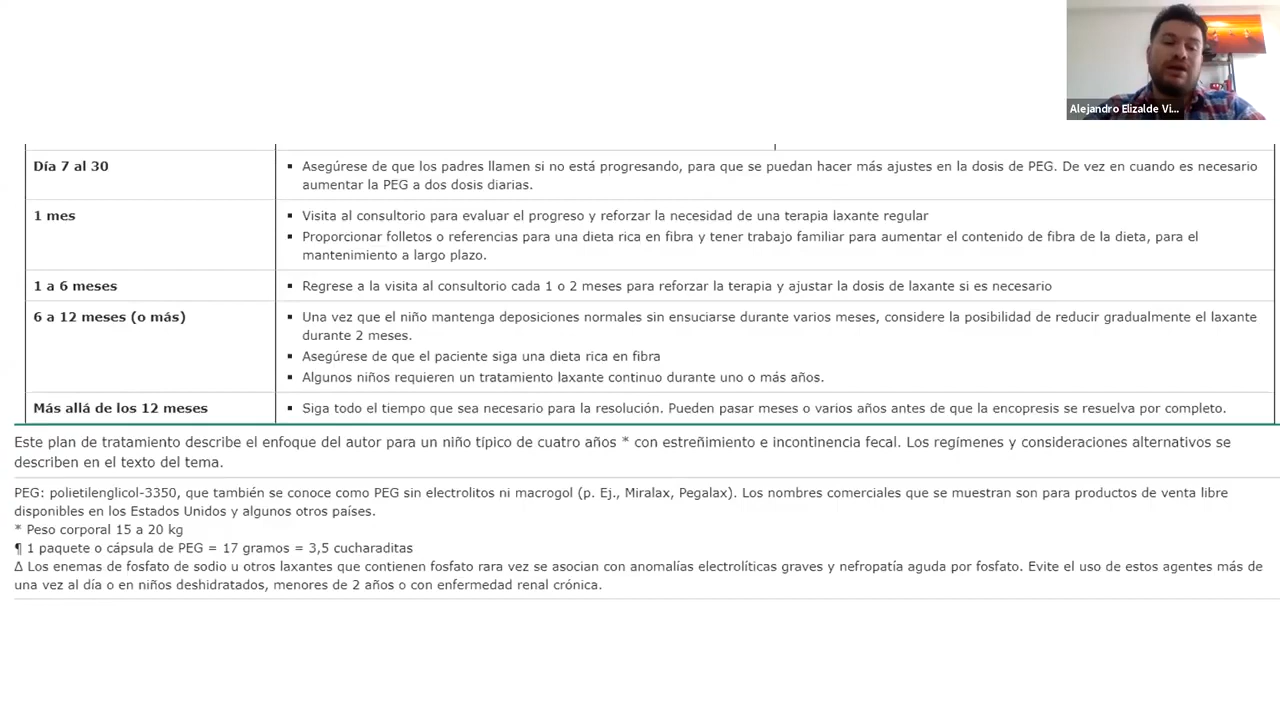 Alejandro Elizalde Vi...
Día 7 al 30
▪ Asegúrese de que los padres llamen si no está progresando, para que se puedan hacer más ajustes en la dosis de PEG. De vez en cuando es necesario
aumentar la PEG a dos dosis diarias.
1 mes
▪ Visita al consultorio para evaluar el progreso y reforzar la necesidad de una terapia laxante regular
▪ Proporcionar folletos o referencias para una dieta rica en fibra y tener trabajo familiar para aumentar el contenido de fibra de la dieta, para el
mantenimiento a largo plazo.
1 a 6 meses
▪ Regrese a la visita al consultorio cada 1 o 2 meses para reforzar la terapia y ajustar la dosis de laxante si es necesario
6 a 12 meses (o más)
▪ Una vez que el niño mantenga deposiciones normales sin ensuciarse durante varios meses, considere la posibilidad de reducir gradualmente el laxante
durante 2 meses.
▪ Asegúrese de que el paciente siga una dieta rica en fibra
▪ Algunos niños requieren un tratamiento laxante continuo durante uno o más años.
Más allá de los 12 meses
▪ Siga todo el tiempo que sea necesario para la resolución. Pueden pasar meses o varios años antes de que la encopresis se resuelva por completo.
Este plan de tratamiento describe el enfoque del autor para un niño típico de cuatro años * con estreñimiento e incontinencia fecal. Los regímenes y consideraciones alternativos se
describen en el texto del tema.
PEG: polietilenglicol-3350, que también se conoce como PEG sin electrolitos ni macrogol (p. Ej., Miralax, Pegalax). Los nombres comerciales que se muestran son para productos de venta libre
disponibles en los Estados Unidos y algunos otros países.
* Peso corporal 15 a 20 kg
¶ 1 paquete o cápsula de PEG = 17 gramos = 3,5 cucharaditas
Δ Los enemas de fosfato de sodio u otros laxantes que contienen fosfato rara vez se asocian con anomalías electrolíticas graves y nefropatía aguda por fosfato. Evite el uso de estos agentes más de
una vez al día o en niños deshidratados, menores de 2 años o con enfermedad renal crónica.